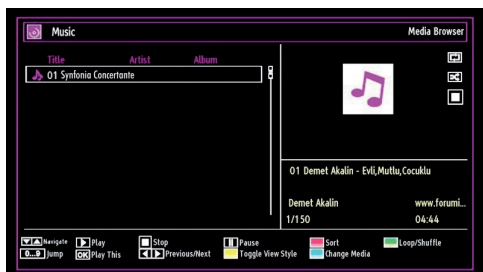 Music Media Browser
Title Artist Album
01 Synfonia Concertante
01 Demet Akalin - Evli,Mutlu,Cocuklu
Demet Akalin www.forumi...
1/150 04:44
Navigate Play Stop Pause Sort Loop/Shuffle
0...9 Jump OK Play This Previous/Next Toggle View Style Change Media